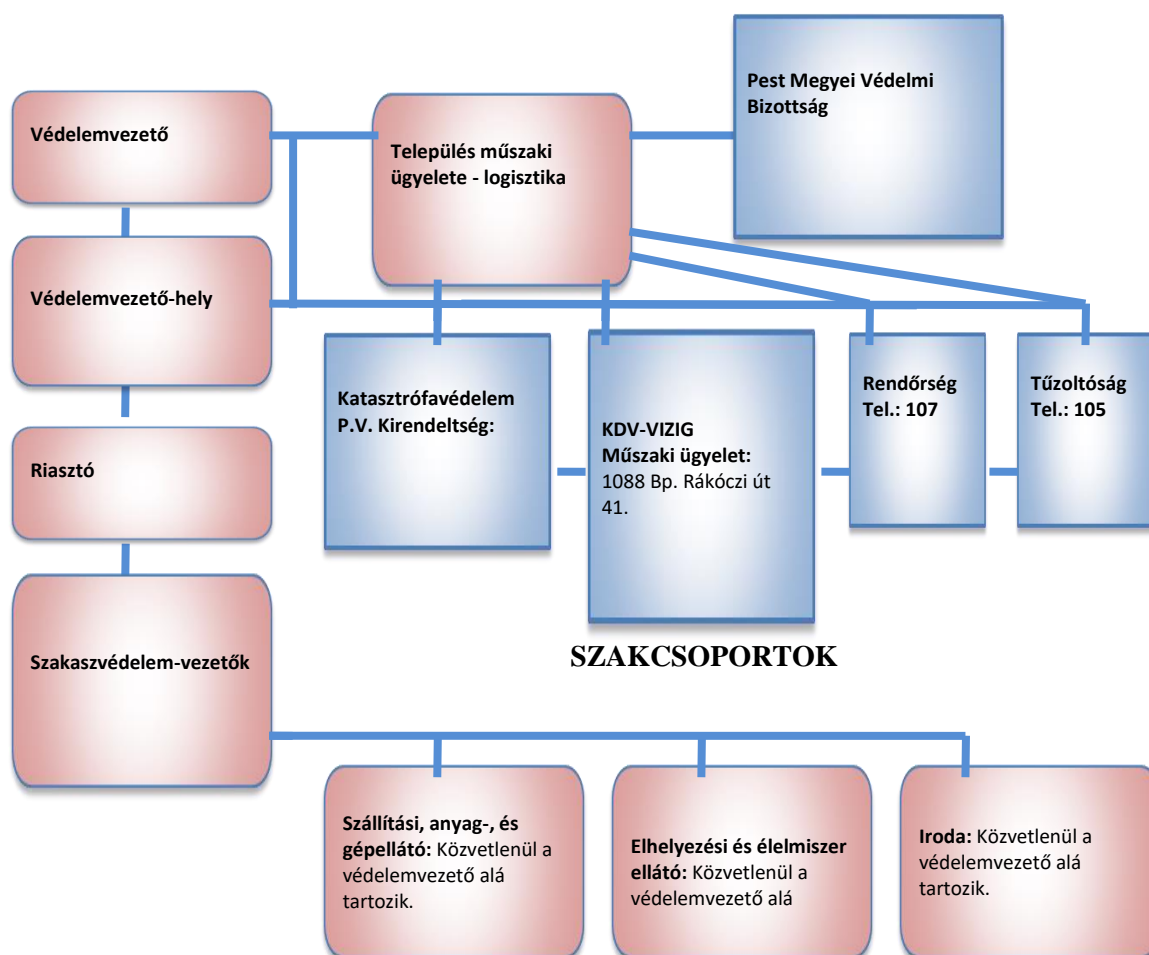 Pest Megyei Védelmi
Bizottság
Védelemvezető
Település műszaki
ügyelete - logisztika
Védelemvezető-hely
Katasztrófavédelem
P.V. Kirendeltség:
KDV-VIZIG
Műszaki ügyelet:
1088 Bp. Rákóczi út
41.
Rendőrség
Tel.: 107
Tűzoltóság
Tel.: 105
Riasztó
Szakaszvédelem-vezetők
SZAKCSOPORTOK
Szállítási, anyag-, és
gépellátó: Közvetlenül a
védelemvezető alá
tartozik.
Elhelyezési és élelmiszer
ellátó: Közvetlenül a
védelemvezető alá
Iroda: Közvetlenül a
védelemvezető alá
tartozik.